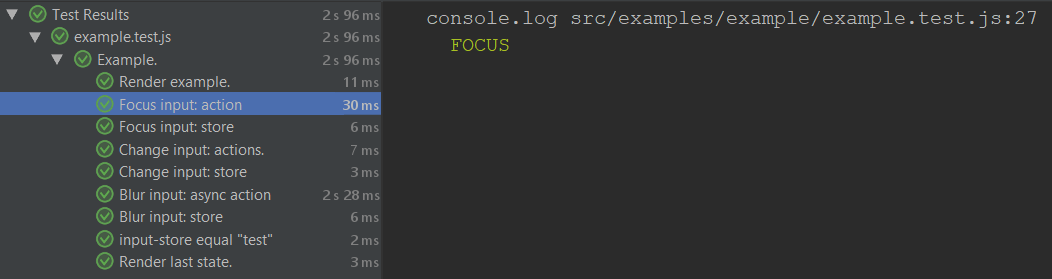 Test Results 2 s 96 ms
example.test.js 2 s 96 ms
Example. 2 s 96 ms
Render example. 11 ms
Focus input: action 30 ms
Focus input: store 6 ms
Change input: actions. 7 ms
Change input: store 3 ms
Blur input: async action 2 s 28 ms
Blur input: store 6 ms
input-store equal "test" 2 ms
Render last state. 3 ms
console.log src/examples/example/example.test.js:27
FOCUS